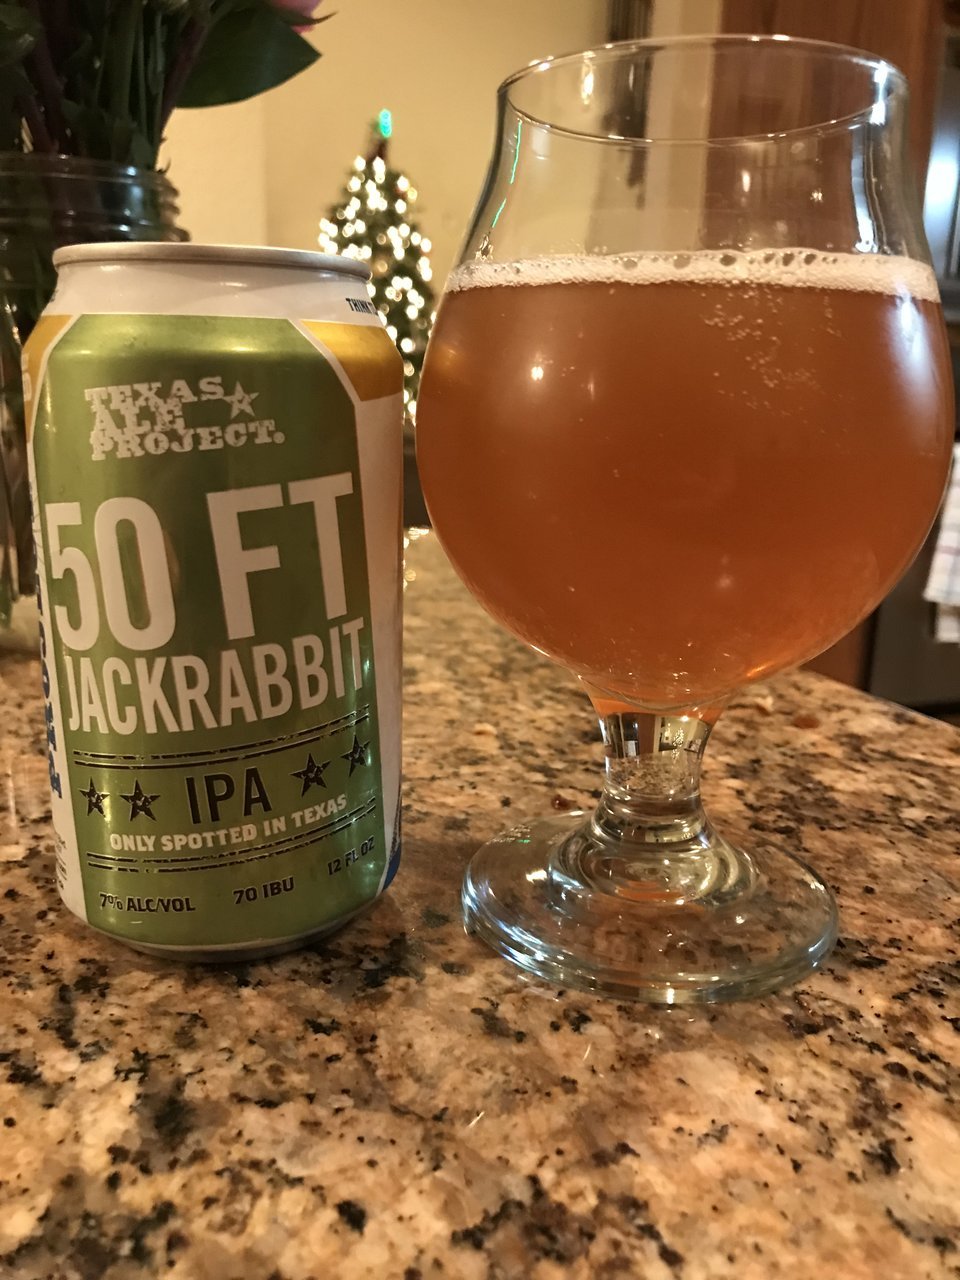 THINK
TEXAS
ALE
PROJECT.
50 FT
JACKRABBIT
IPA
ONLY SPOTTED IN TEXAS
7% ALC/VOL 70 IBU 12 FL OZ